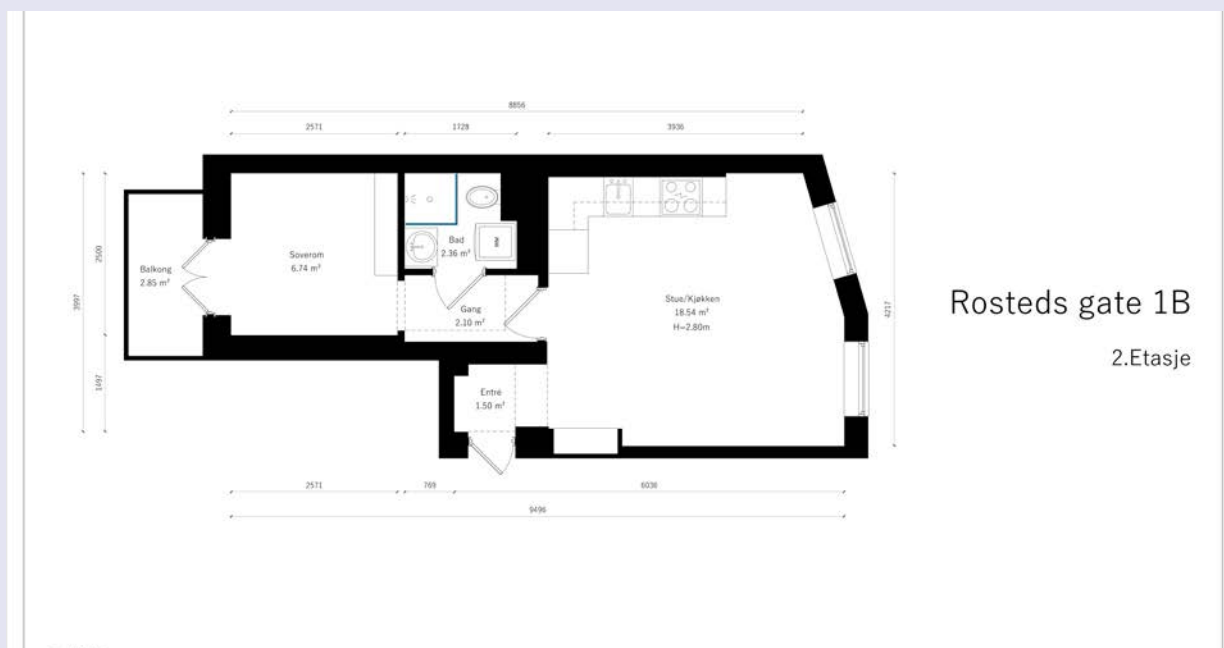 8856
2571
1728
3936
3997
2500
1497
Balkong
2.85 m²
Soverom
6.74 m²
Bad
2.36 m²
Gang
2.10 m²
Stue/Kjøkken
18.54 m²
H=2.80m
Entré
1.50 m²
4217
Rosteds gate 1B
2.Etasje
2571
769
6036
9496